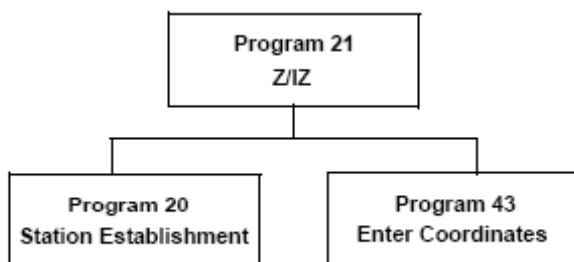 Program 21
Z/IZ
Program 20
Station Establishment
Program 43
Enter Coordinates